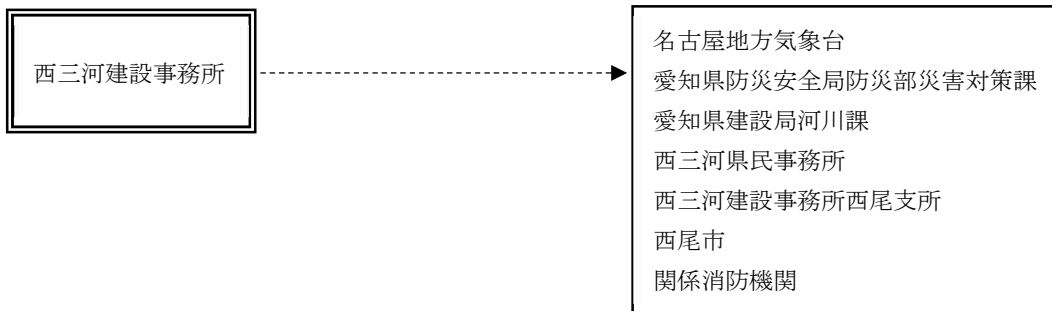 西三河建設事務所
名古屋地方気象台
愛知県防災安全局防災部災害対策課
愛知県建設局河川課
西三河県民事務所
西三河建設事務所西尾支所
西尾市
関係消防機関